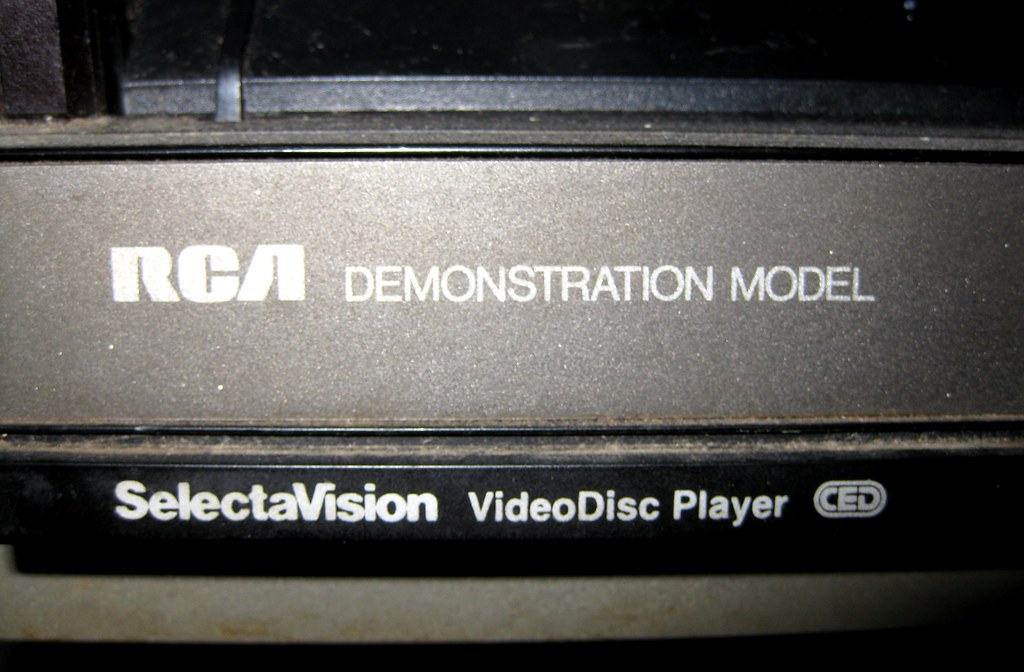 RCA DEMONSTRATION MODEL
SelectaVision VideoDisc Player CED